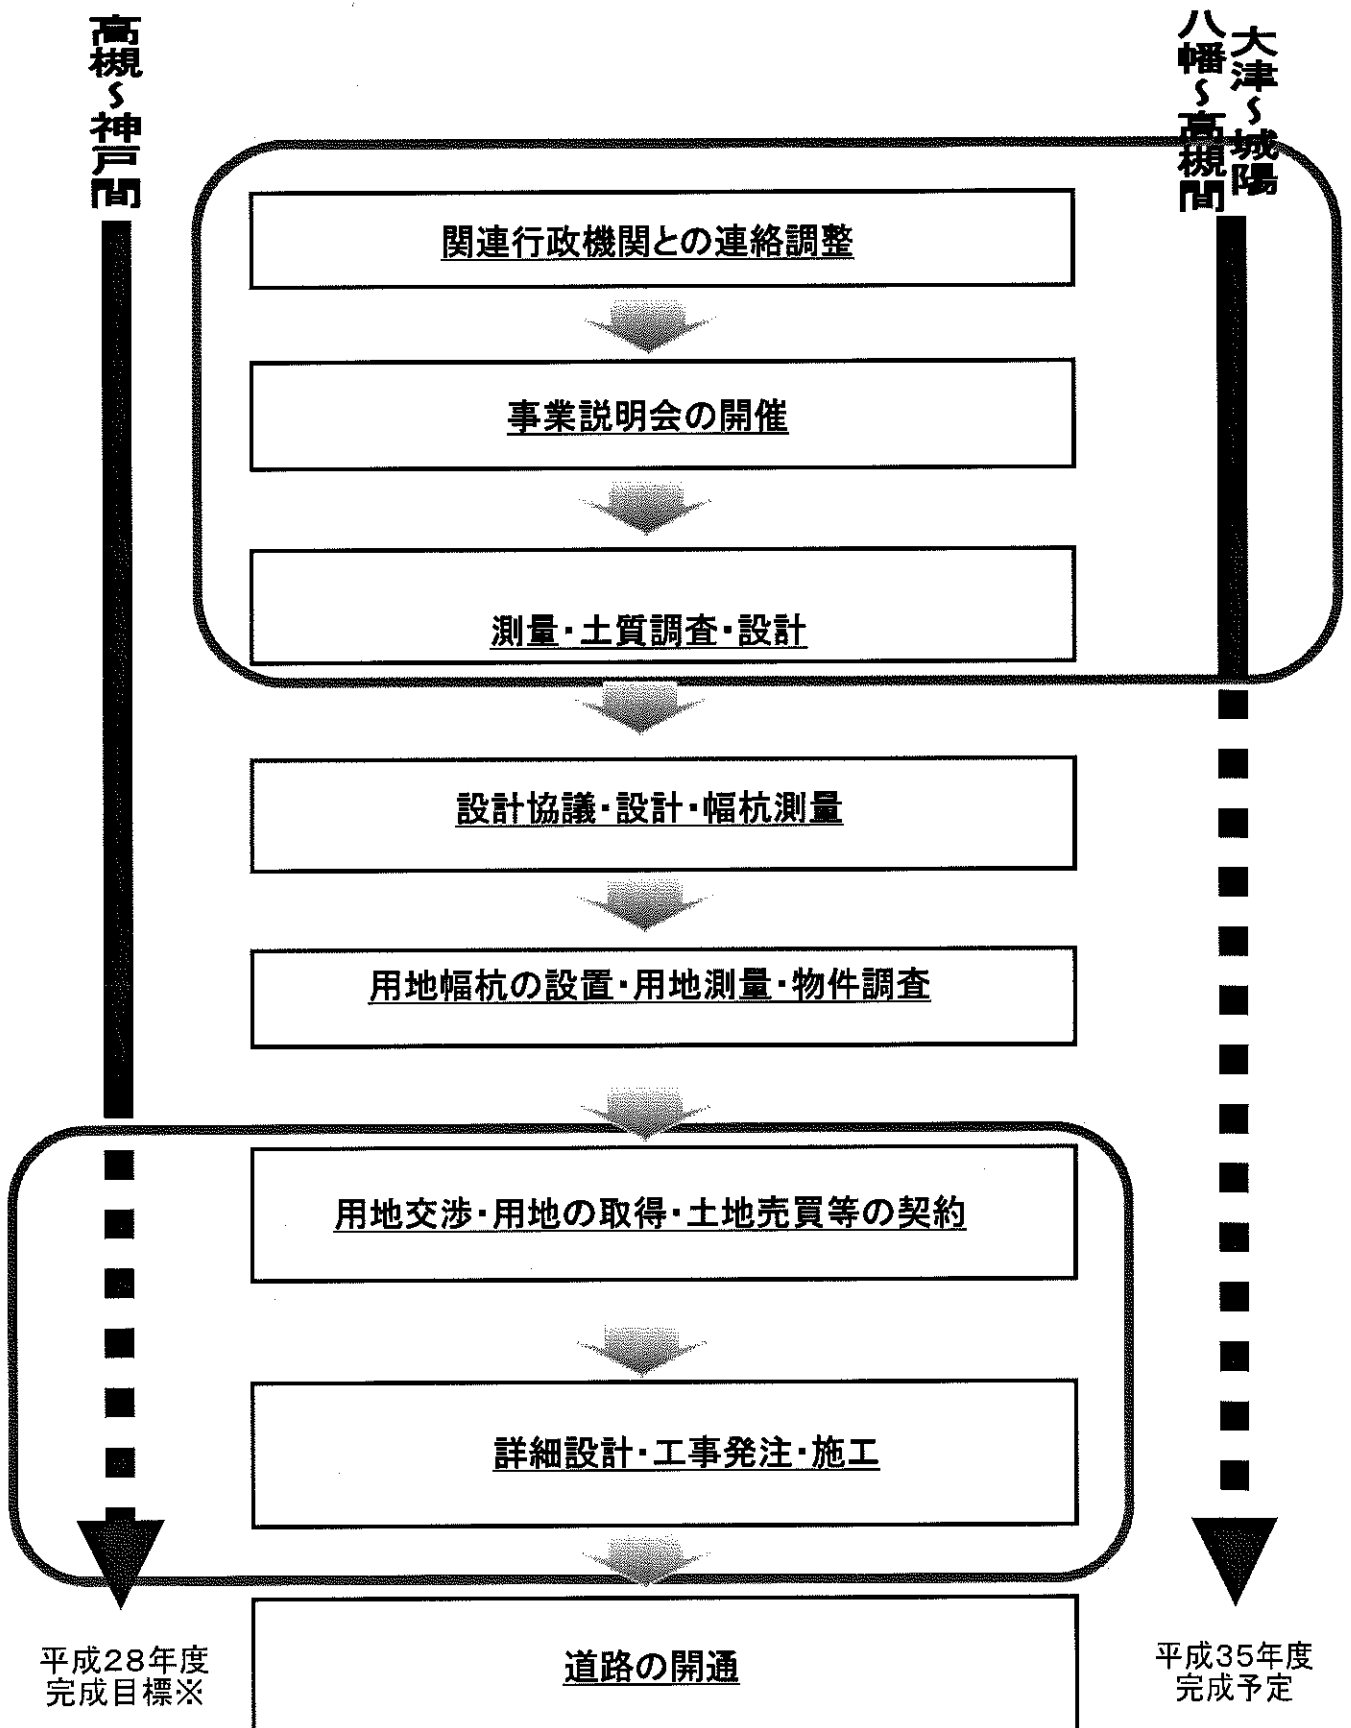 高槻～神戸間
大津～城陽
八幡～高槻間
関連行政機関との連絡調整
事業説明会の開催
測量・土質調査・設計
設計協議・設計・幅杭測量
用地幅杭の設置・用地測量・物件調査
用地交渉・用地の取得・土地売買等の契約
詳細設計・工事発注・施工
道路の開通
平成28年度
完成目標※
平成35年度
完成予定